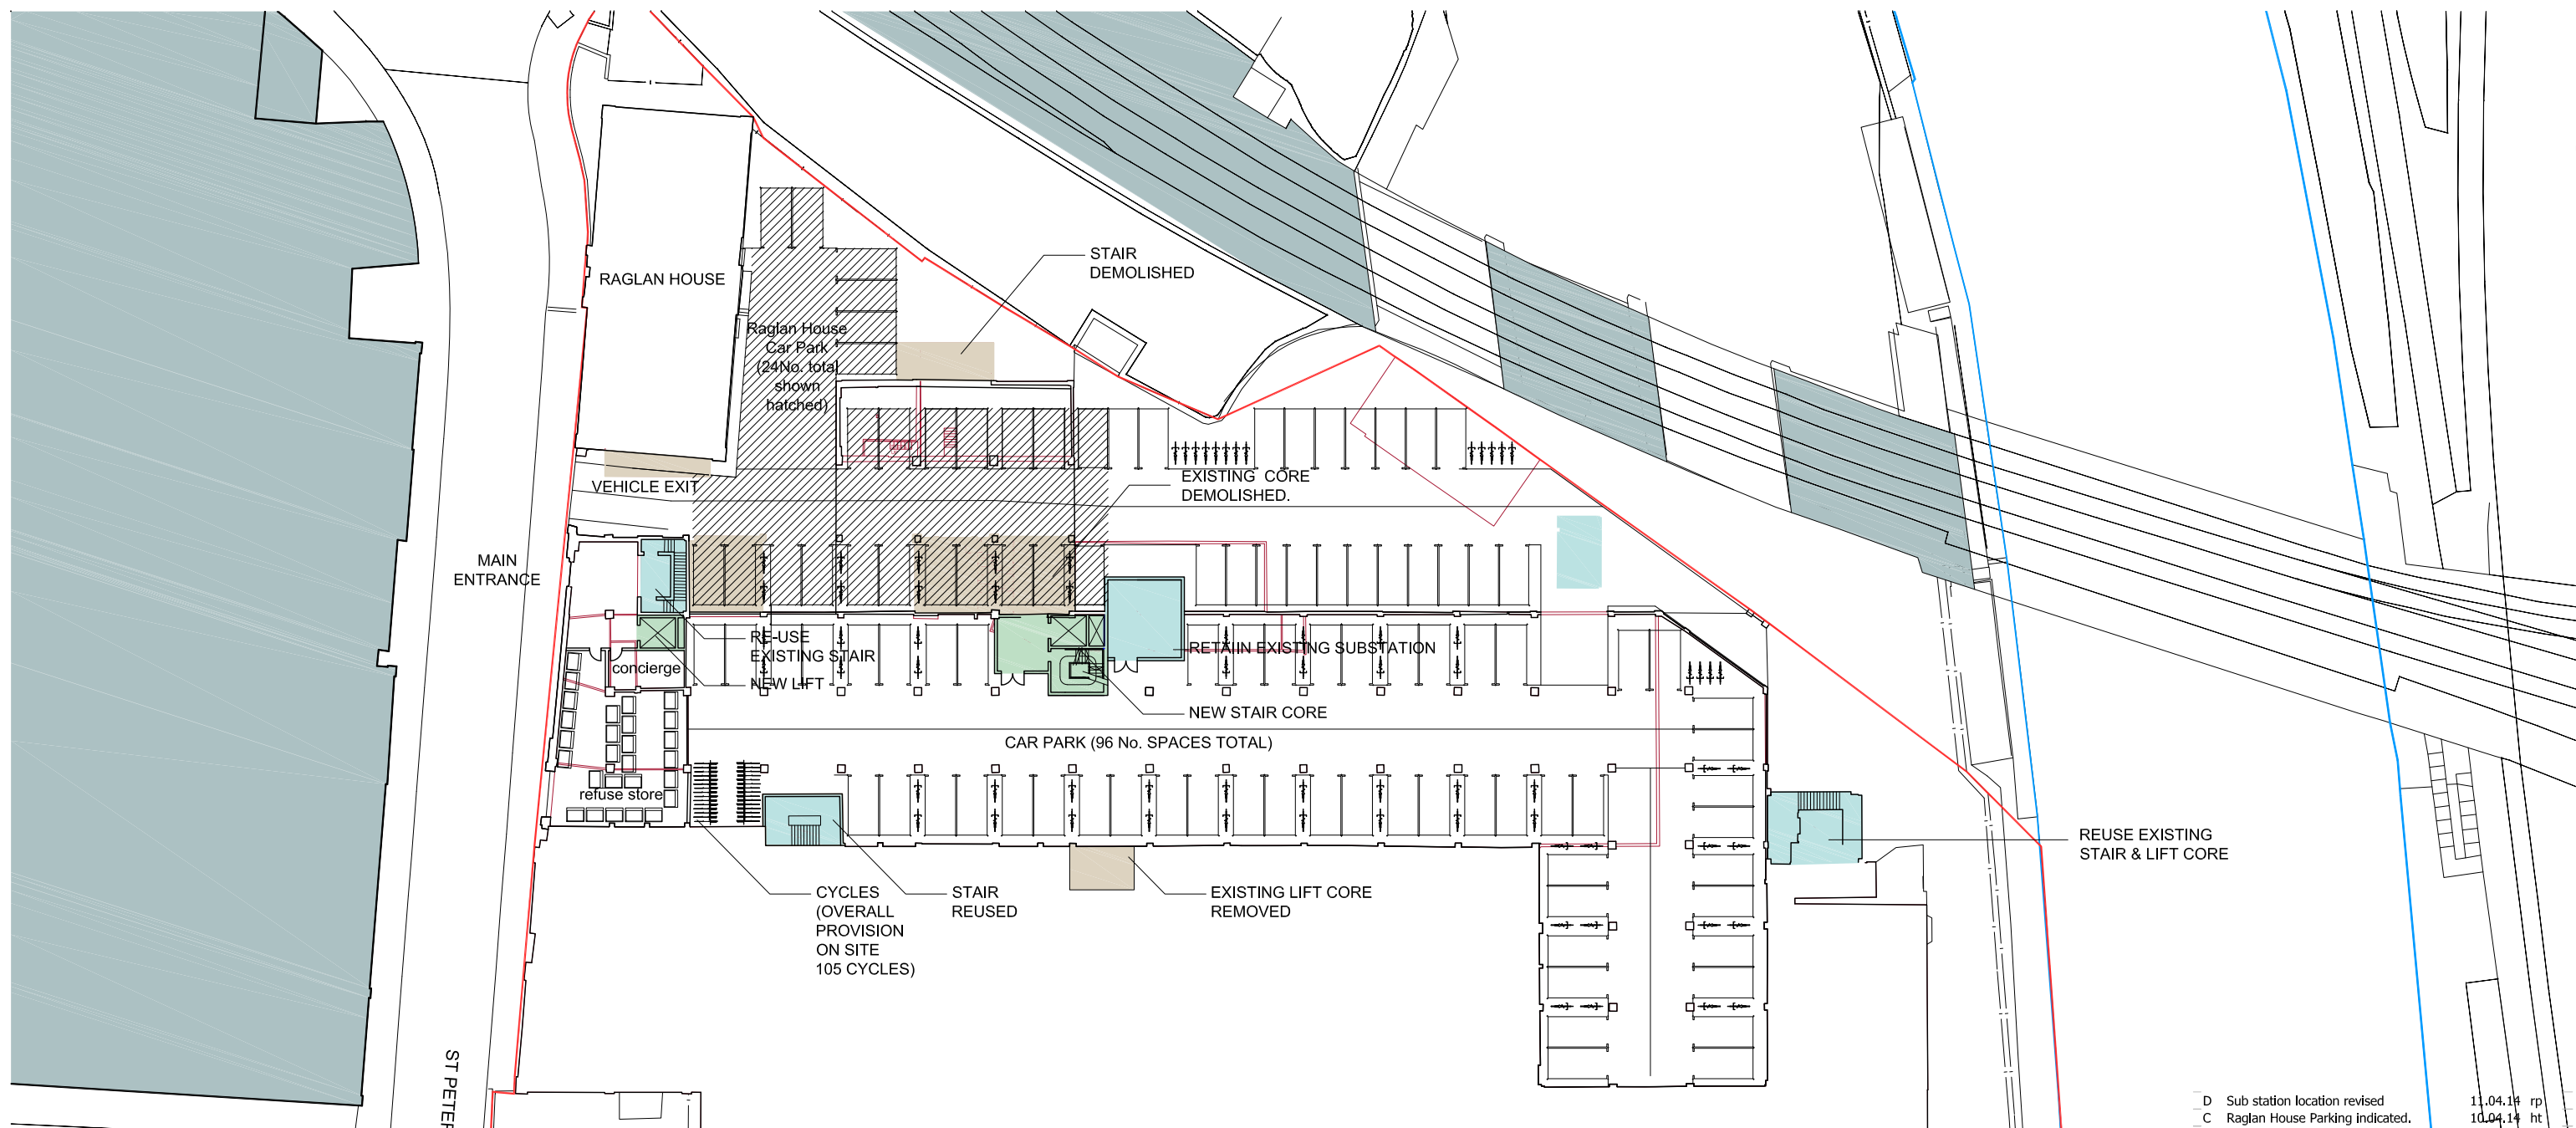 STAIR
DEMOLISHED
RAGLAN HOUSE
Raglan House
Car Park
(24No. total
shown
hatched)
EXISTING CORE
DEMOLISHED.
VEHICLE EXIT
MAIN
ENTRANCE
RE-USE
EXISTING STAIR
RETAIIN EXISTING SUBSTATION
concierge
NEW LIFT
NEW STAIR CORE
CAR PARK (96 No. SPACES TOTAL)
refuse store
REUSE EXISTING
STAIR & LIFT CORE
CYCLES
(OVERALL
PROVISION
ON SITE
105 CYCLES)
STAIR
REUSED
EXISTING LIFT CORE
REMOVED
ST PETER
D Sub station location revised 11.04.14 rp
C Raglan House Parking indicated. 10.04.14 ht